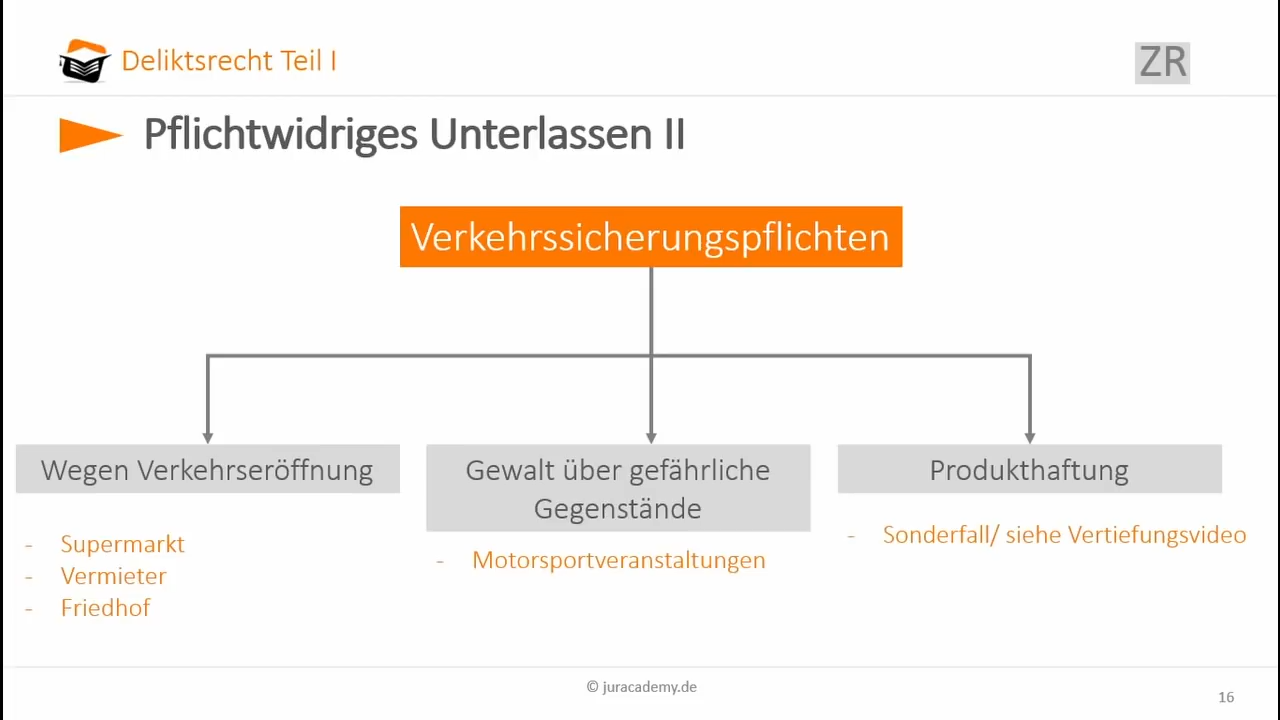 Deliktsrecht Teil I
ZR
Pflichtwidriges Unterlassen II
Verkehrssicherungspflichten
Wegen Verkehrseröffnung
- Supermarkt
- Vermieter
- Friedhof
Gewalt über gefährliche
Gegenstände
- Motorsportveranstaltungen
Produkthaftung
- Sonderfall/ siehe Vertiefungsvideo
© juracademy.de
16